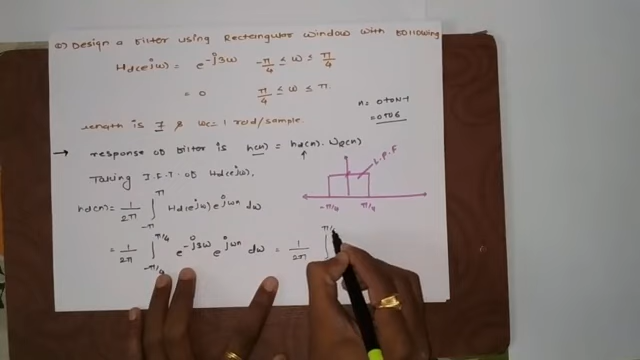 Q) Design a Filter using Rectangular window with following
Hd(e^jω) = e^-j3ω -π/4 ≤ ω ≤ π/4
= 0 π/4 ≤ ω ≤ π.
length is 7 & ωc=1 rad/sample.
n = 0 to N-1
= 0 to 6
→ response of filter is h(n) = hd(n). ωR(n)
Taking I.F.T of Hd(e^jω),
L.P.F
-π/4 π/4
hd(n) = 1/2π ∫_-π^π Hd(e^jω) e^jωn dω
= 1/2π ∫_-π/4^π/4 e^-j3ω e^jωn dω = 1/2π ∫